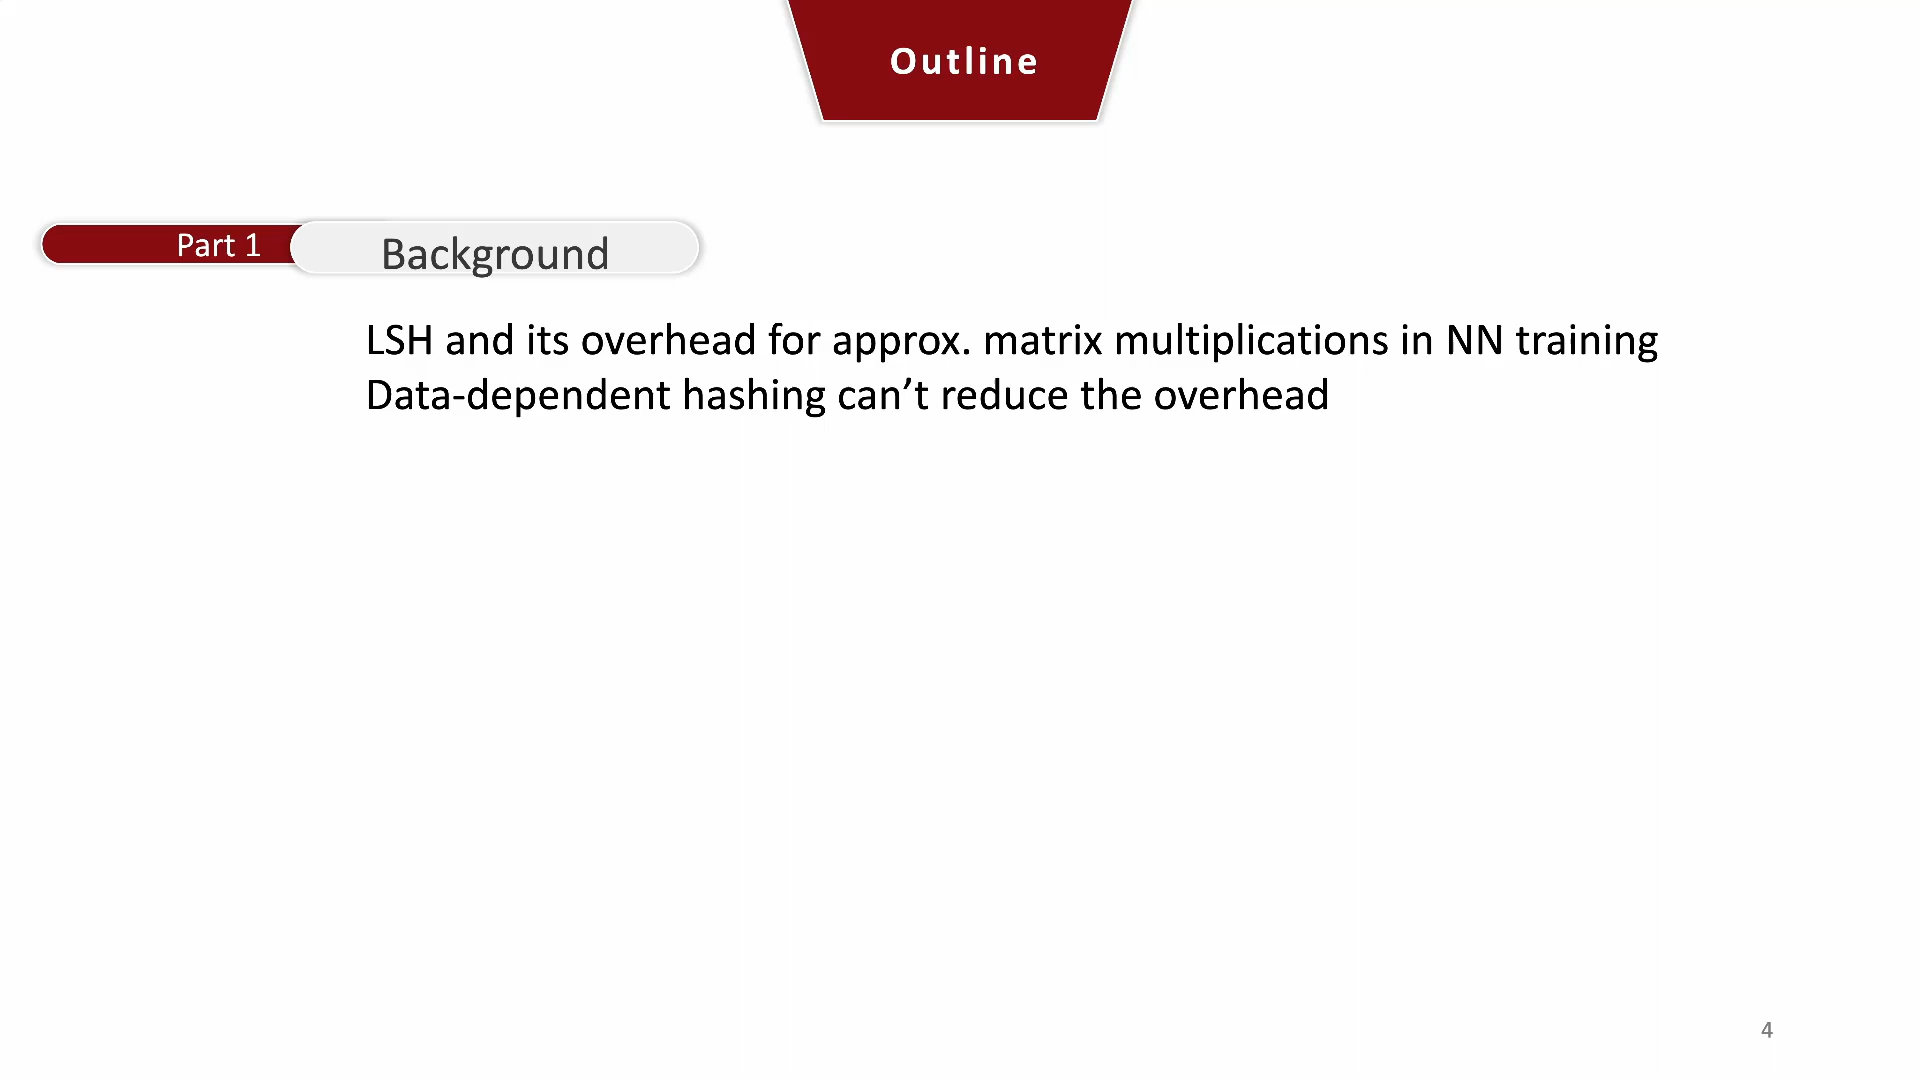 Outline
Part 1
Background
LSH and its overhead for approx. matrix multiplications in NN training
Data-dependent hashing can’t reduce the overhead
4